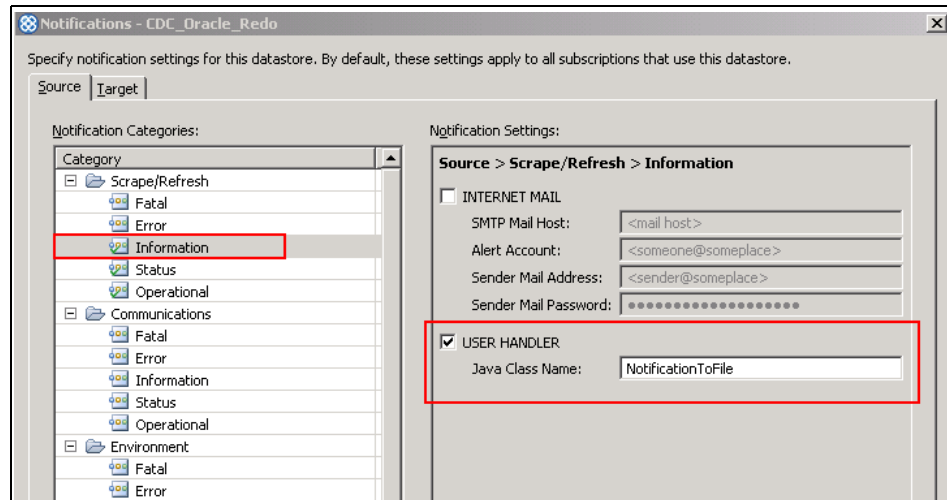 Notifications - CDC_Oracle_Redo
Specify notification settings for this datastore. By default, these settings apply to all subscriptions that use this datastore.
Source Target
Notification Categories:
Category
Scrape/Refresh
Fatal
Error
Information
Status
Operational
Communications
Fatal
Error
Information
Status
Operational
Environment
Fatal
Error
Notification Settings:
Source > Scrape/Refresh > Information
INTERNET MAIL
SMTP Mail Host: <mail host>
Alert Account: <someone@someplace>
Sender Mail Address: <sender@someplace>
Sender Mail Password: ●●●●●●●●●●●●●●●●●●●
USER HANDLER
Java Class Name: NotificationToFile